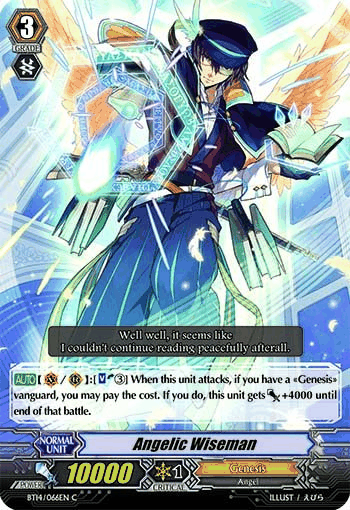 3
GRADE
Well well, it seems like
I couldn't continue reading peacefully afterall.
AUTO [ / ]:[V ③] When this unit attacks, if you have a «Genesis»
vanguard, you may pay the cost. If you do, this unit gets +4000 until
end of that battle.
NORMAL
UNIT
Angelic Wiseman
POWER
10000
1
CRITICAL
Genesis
Angel
BT14/066EN C
ILLUST / えびら